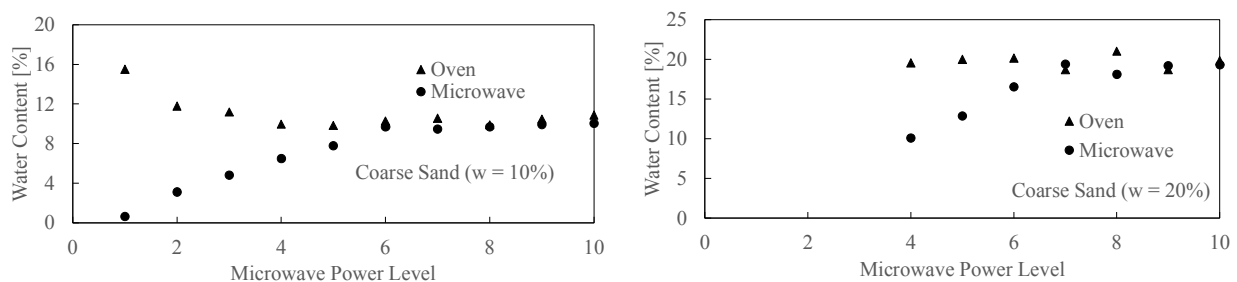 20
16
12
8
4
0
Water Content [%]
Oven
Microwave
Coarse Sand (w = 10%)
0 2 4 6 8 10
Microwave Power Level
25
20
15
10
5
0
Water Content [%]
Oven
Microwave
Coarse Sand (w = 20%)
0 2 4 6 8 10
Microwave Power Level